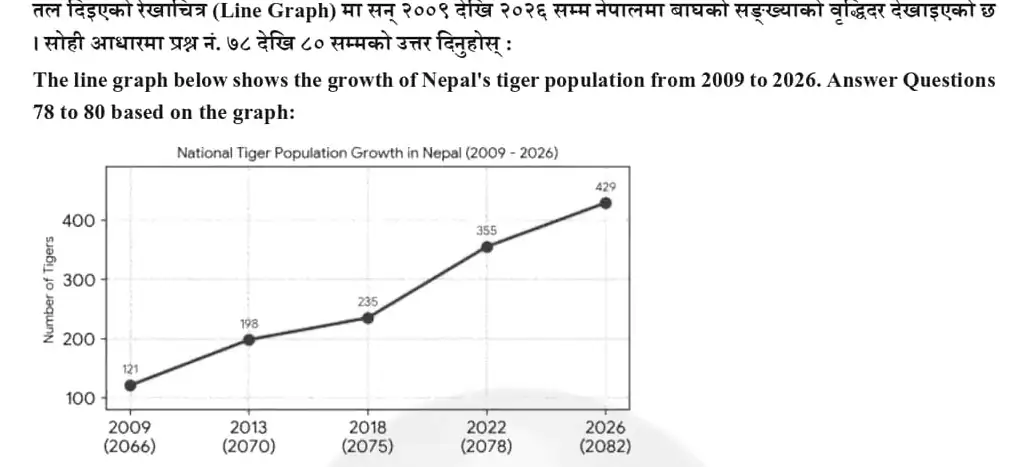 तल दिइएको रेखाचित्र (Line Graph) मा सन् २००९ देखि २०२६ सम्म नेपालमा बाघको सङ्ख्याको वृद्धिदर देखाइएको छ
। सोही आधारमा प्रश्न नं. ७८ देखि ८० सम्मको उत्तर दिनुहोस् :
The line graph below shows the growth of Nepal's tiger population from 2009 to 2026. Answer Questions
78 to 80 based on the graph:
National Tiger Population Growth in Nepal (2009 - 2026)
429
400
355
Number of Tigers
300
235
198
200
121
100
2009 2013 2018 2022 2026
(2066) (2070) (2075) (2078) (2082)